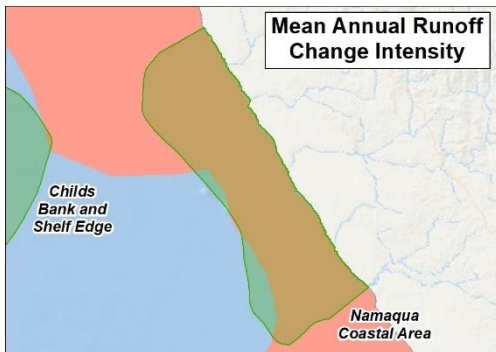 Mean Annual Runoff
Change Intensity
Childs
Bank and
Shelf Edge
Namaqua
Coastal Area